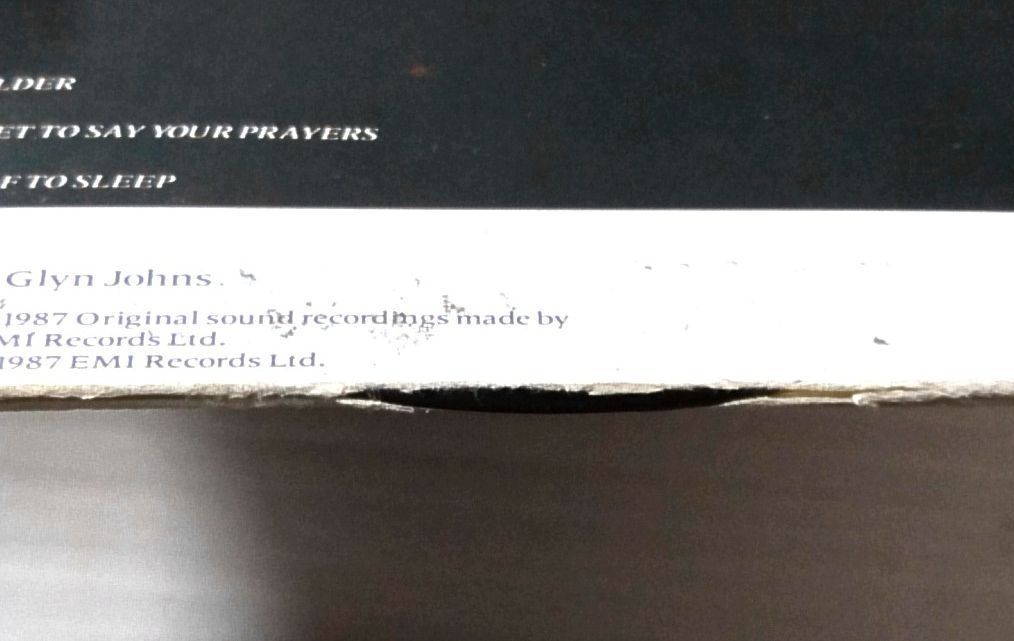 LDER
ET TO SAY YOUR PRAYERS
F TO SLEEP
Glyn Johns.
1987 Original sound recordings made by
MI Records Ltd.
1987 EMI Records Ltd.